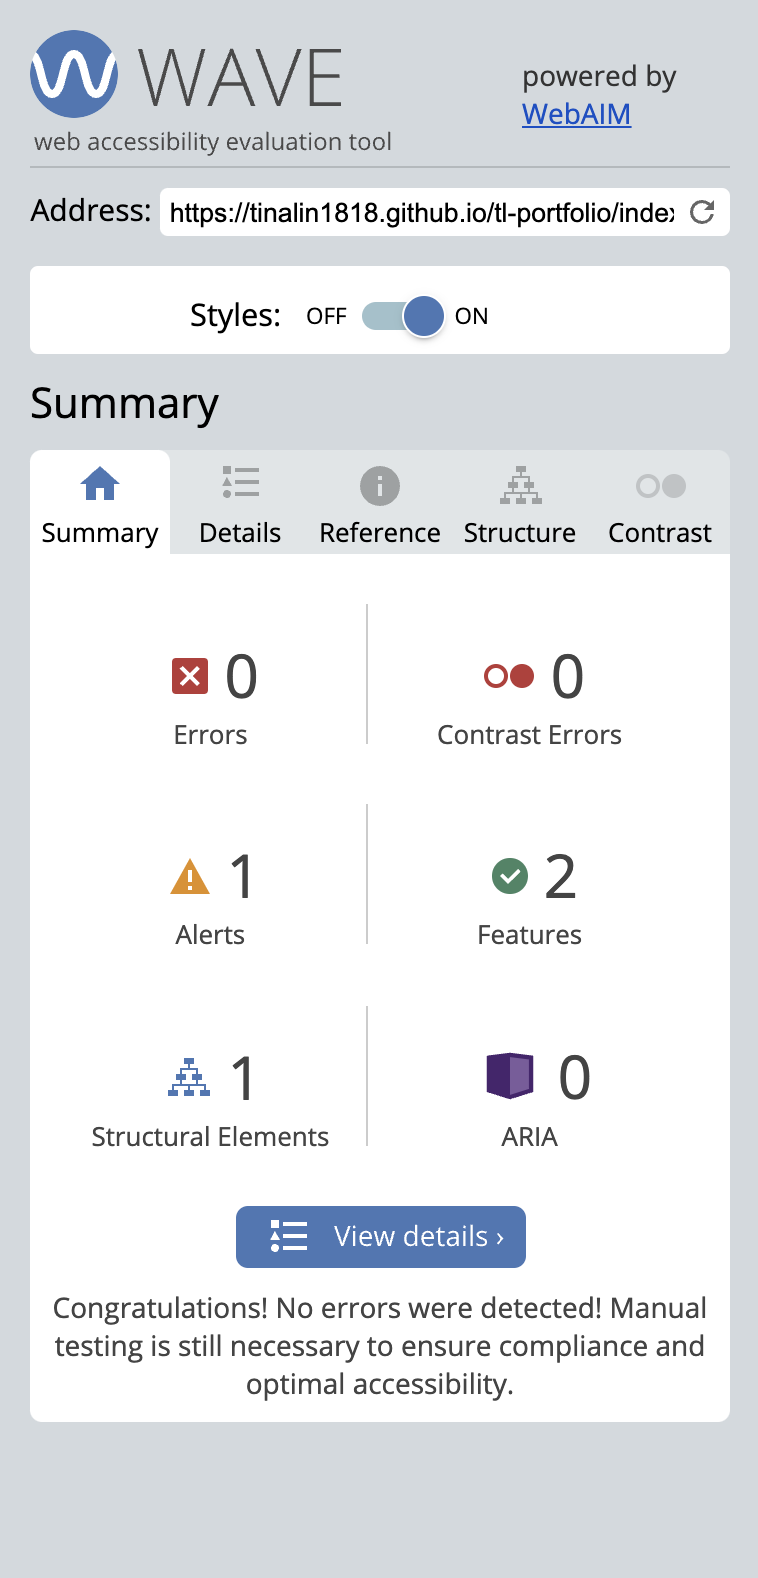 WAVE
powered by
WebAIM
web accessibility evaluation tool
Address: https://tinalin1818.github.io/tl-portfolio/index
Styles: OFF ON
Summary
Summary Details Reference Structure Contrast
0 0
Errors Contrast Errors
1 2
Alerts Features
1 0
Structural Elements ARIA
View details ›
Congratulations! No errors were detected! Manual
testing is still necessary to ensure compliance and
optimal accessibility.